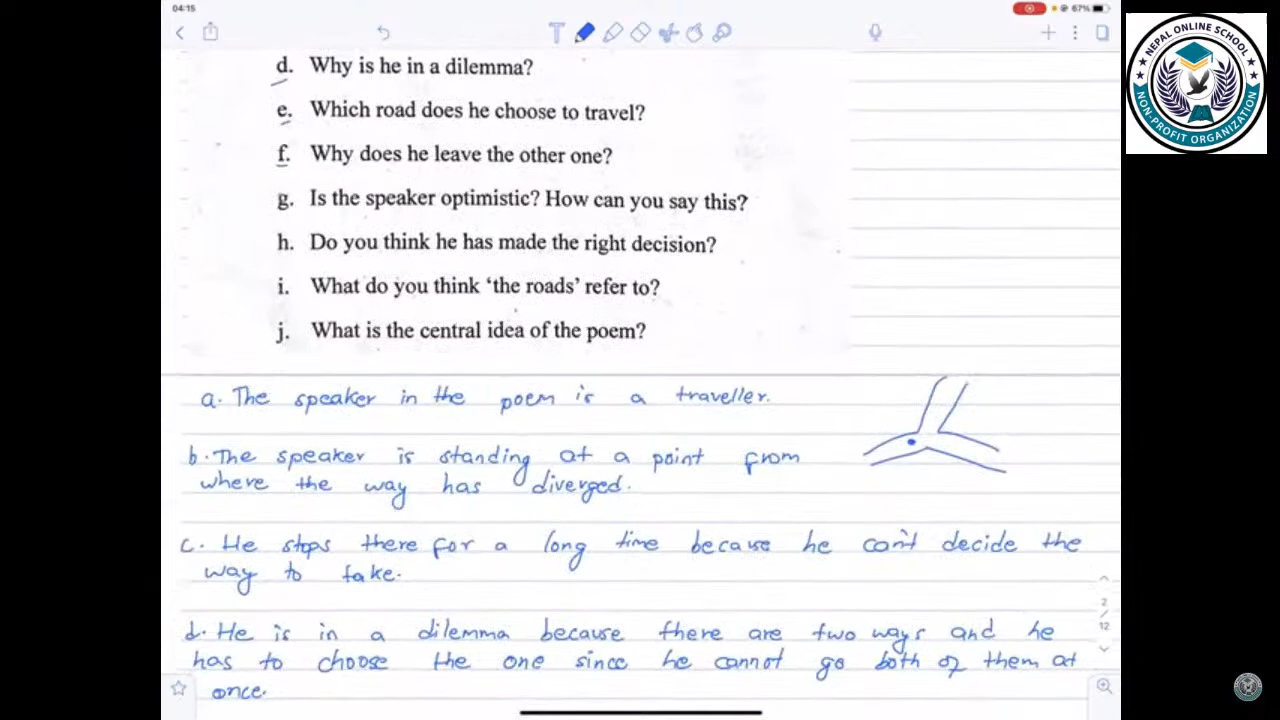 04:15
67%
NEPAL ONLINE SCHOOL
NON-PROFIT ORGANIZATION
d. Why is he in a dilemma?
e. Which road does he choose to travel?
f. Why does he leave the other one?
g. Is the speaker optimistic? How can you say this?
h. Do you think he has made the right decision?
i. What do you think ‘the roads’ refer to?
j. What is the central idea of the poem?
a. The speaker in the poem is a traveller.
b. The speaker is standing at a point from
where the way has diverged.
c. He stops there for a long time because he can't decide the
way to take.
d. He is in a dilemma because there are two ways and he
has to choose the one since he cannot go both of them at
once.
2
12